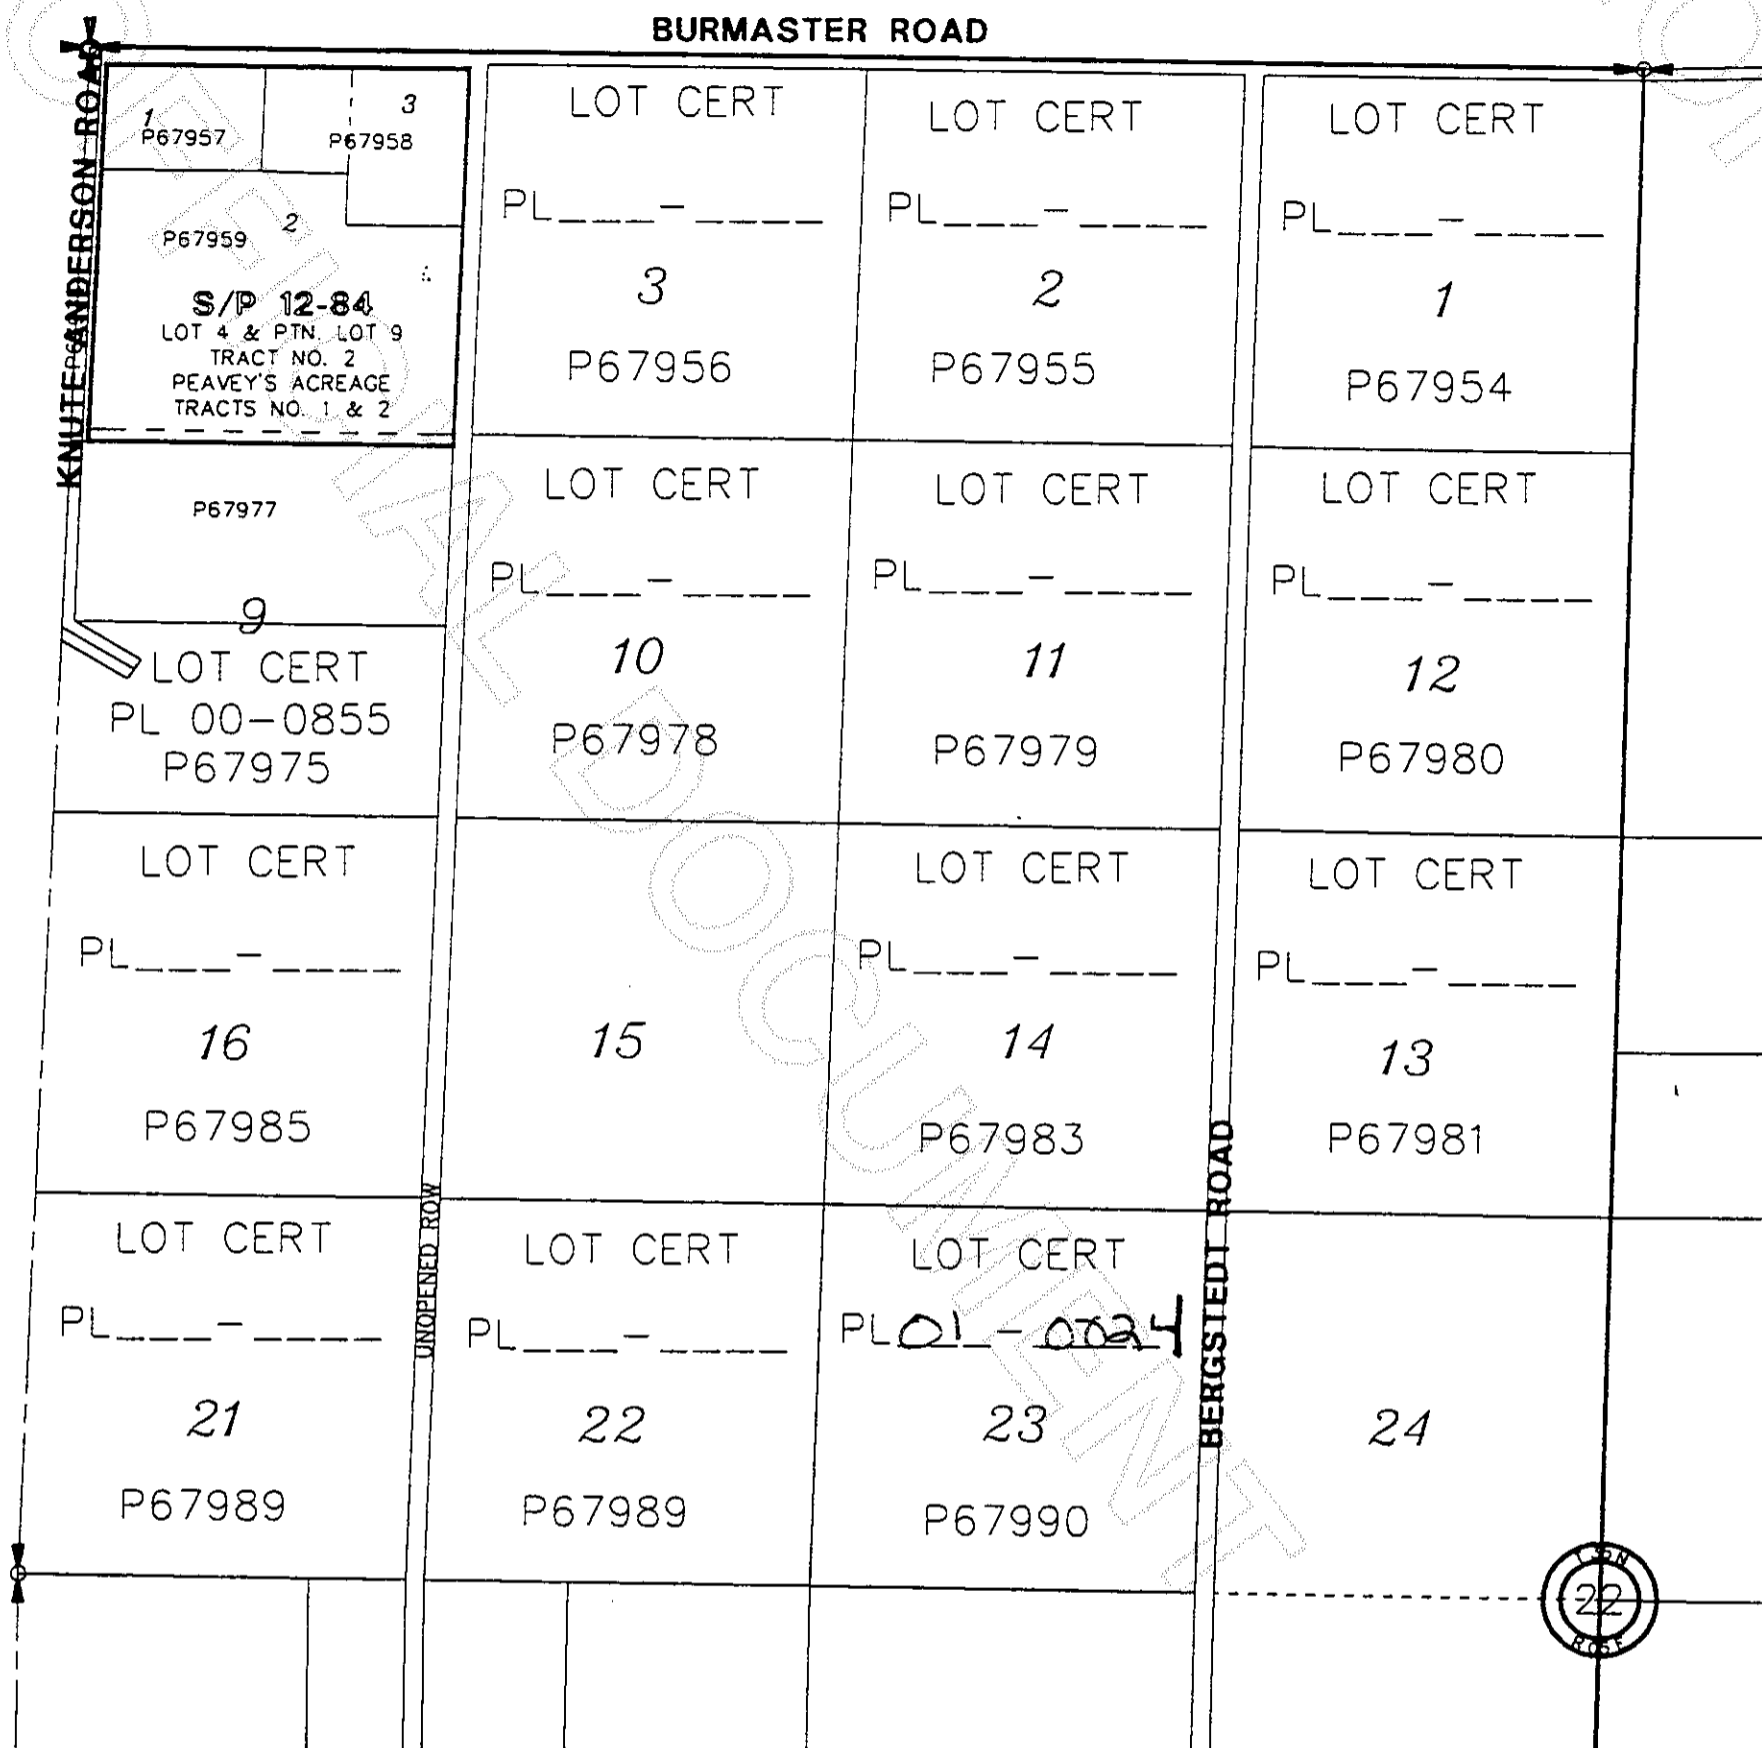 BURMASTER ROAD
KNUTE ANDERSON ROAD
1
P67957
3
P67958
2
P67959
4
S/P 12-84
LOT 4 & PTN. LOT 9
TRACT NO. 2
PEAVEY'S ACREAGE
TRACTS NO. 1 & 2
LOT CERT
PL___-____
3
P67956
LOT CERT
PL___-____
2
P67955
LOT CERT
PL___-____
1
P67954
P67977
9
LOT CERT
PL 00-0855
P67975
LOT CERT
PL___-____
10
P67978
LOT CERT
PL___-____
11
P67979
LOT CERT
PL___-____
12
P67980
LOT CERT
PL___-____
16
P67985
15
LOT CERT
PL___-____
14
P67983
LOT CERT
PL___-____
13
P67981
LOT CERT
PL___-____
21
P67989
UNOPENED ROW
LOT CERT
PL___-____
22
P67989
LOT CERT
PL 01 - 0024
23
P67990
BERGSTEDT ROAD
24
22
UNOFFICIAL DOCUMENT